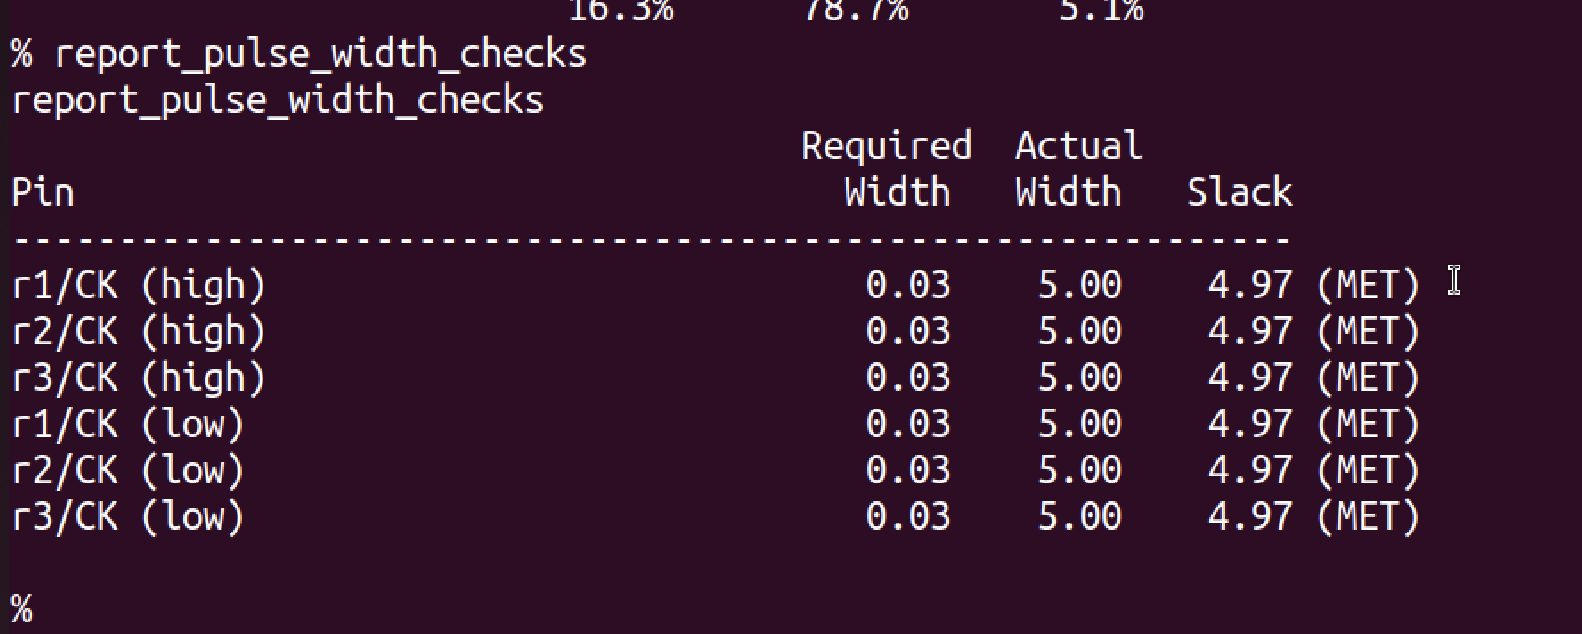 16.3% 78.7% 5.1%
% report_pulse_width_checks
report_pulse_width_checks
Required Actual
Pin Width Width Slack
------------------------------------------------------------
r1/CK (high) 0.03 5.00 4.97 (MET)
r2/CK (high) 0.03 5.00 4.97 (MET)
r3/CK (high) 0.03 5.00 4.97 (MET)
r1/CK (low) 0.03 5.00 4.97 (MET)
r2/CK (low) 0.03 5.00 4.97 (MET)
r3/CK (low) 0.03 5.00 4.97 (MET)
%